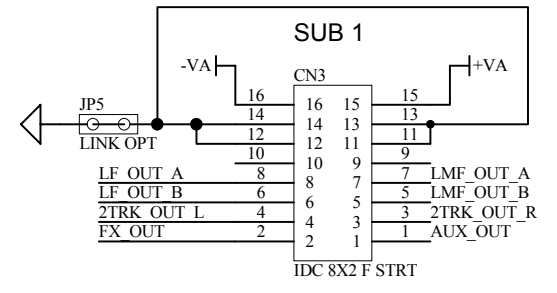 SUB 1
-VA
+VA
CN3
JP5
LINK OPT
16 16 15 15
14 14 13 13
12 12 11 11
10 10 9 9
LF_OUT_A 8 8 7 7 LMF_OUT_A
LF_OUT_B 6 6 5 5 LMF_OUT_B
2TRK_OUT_L 4 4 3 3 2TRK_OUT_R
FX_OUT 2 2 1 1 AUX_OUT
IDC 8X2 F STRT